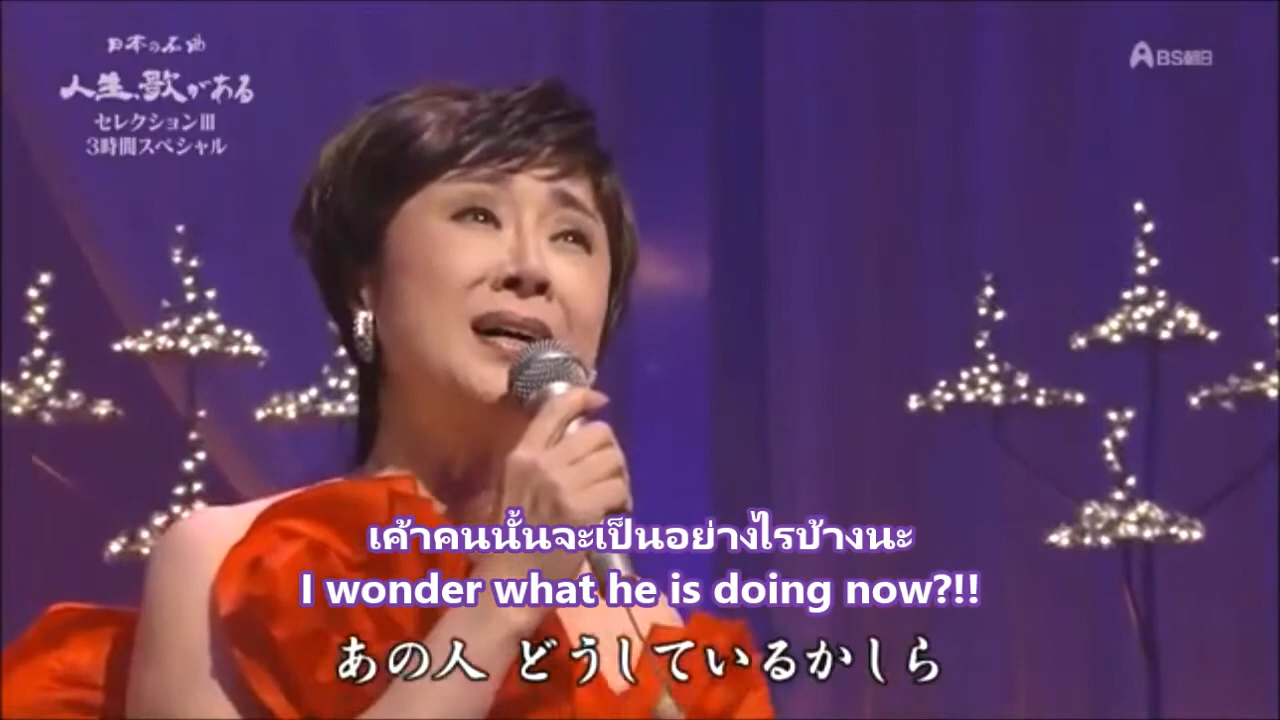 日本の名曲
人生、歌がある
セレクションⅢ
3時間スペシャル
ABS朝日
เค้าคนนั้นจะเป็นอย่างไรบ้างนะ
I wonder what he is doing now?!!
あの人 どうしているかしら